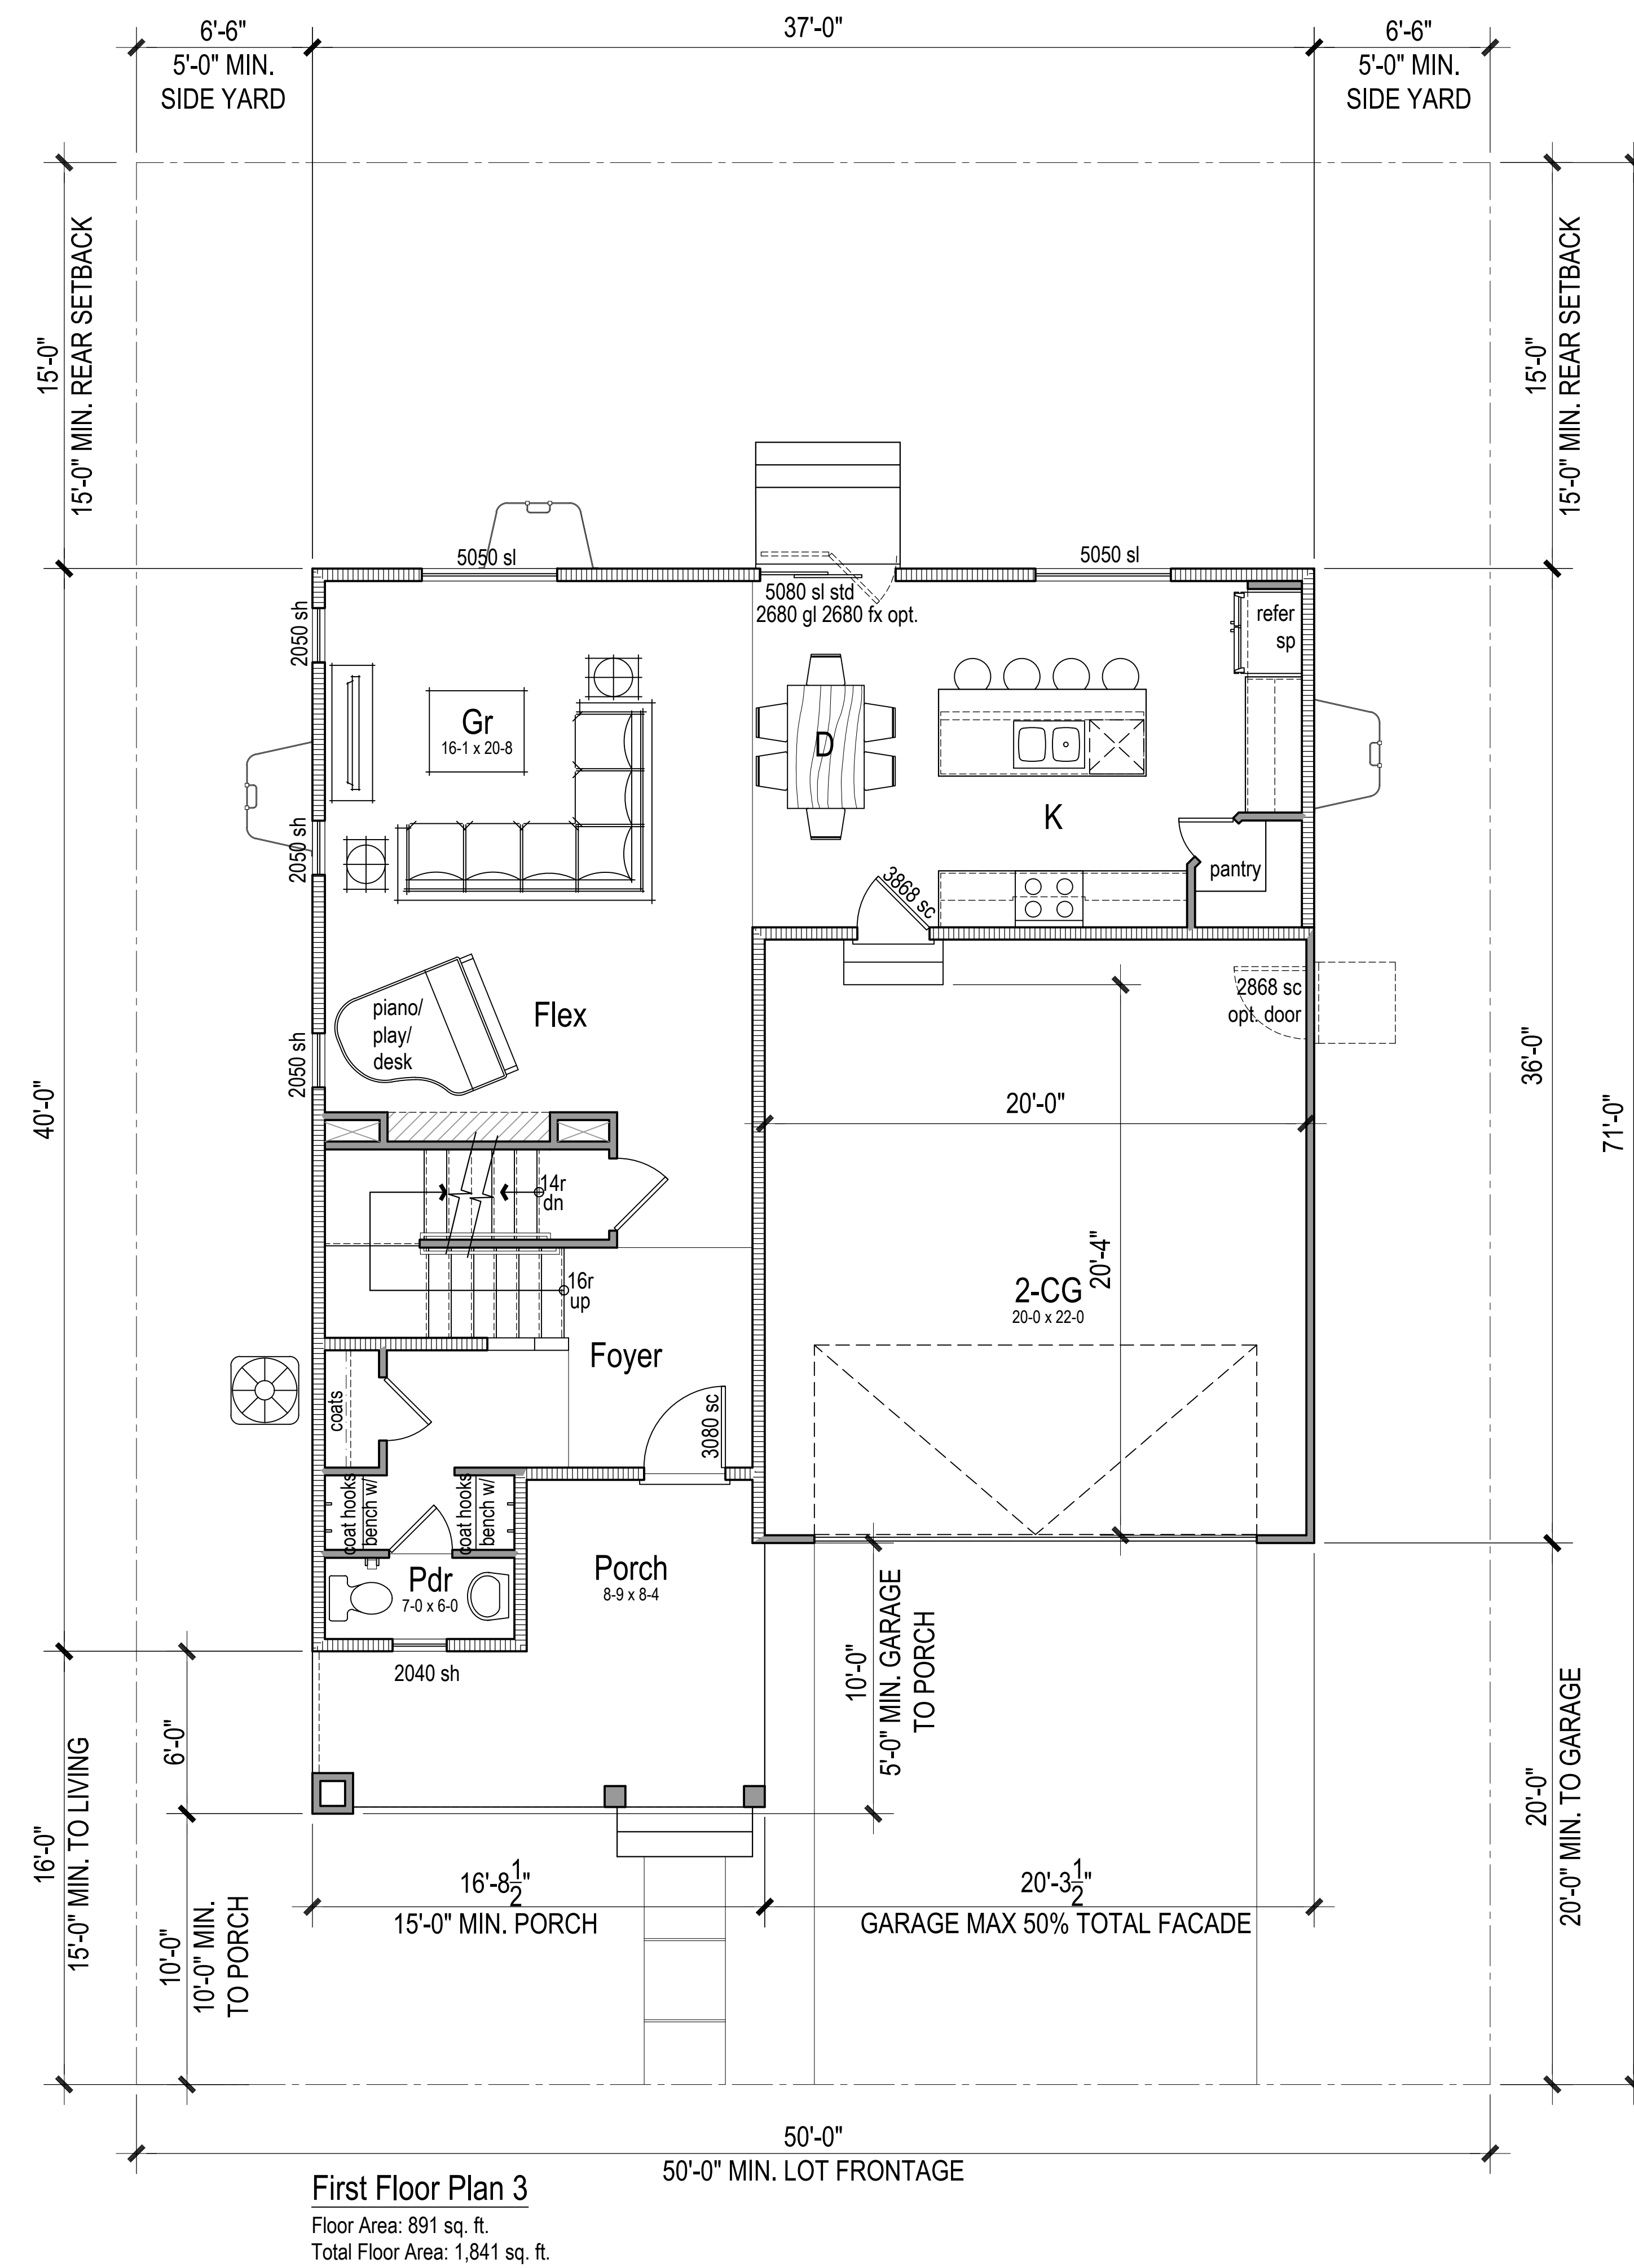 6'-6"
5'-0" MIN.
SIDE YARD
37'-0"
6'-6"
5'-0" MIN.
SIDE YARD
15'-0"
15'-0" MIN. REAR SETBACK
15'-0"
15'-0" MIN. REAR SETBACK
5050 sl
5050 sl
5080 sl std
2680 gl 2680 fx opt.
2050 sh
refer
sp
Gr
16-1 x 20-8
D
K
2050 sh
pantry
3868 sc
piano/
play/
desk
Flex
2050 sh
2868 sc
opt. door
40'-0"
36'-0"
71'-0"
20'-0"
14r
dn
20'-4"
16r
up
2-CG
20-0 x 22-0
Foyer
coats
3080 sc
coat hooks
bench w/
coat hooks
bench w/
Pdr
7-0 x 6-0
Porch
8-9 x 8-4
2040 sh
10'-0"
5'-0" MIN. GARAGE
TO PORCH
6'-0"
16'-0"
15'-0" MIN. TO LIVING
20'-0"
20'-0" MIN. TO GARAGE
10'-0"
10'-0" MIN.
TO PORCH
16'-8 1/2"
15'-0" MIN. PORCH
20'-3 1/2"
GARAGE MAX 50% TOTAL FACADE
50'-0"
50'-0" MIN. LOT FRONTAGE
First Floor Plan 3
Floor Area: 891 sq. ft.
Total Floor Area: 1,841 sq. ft.